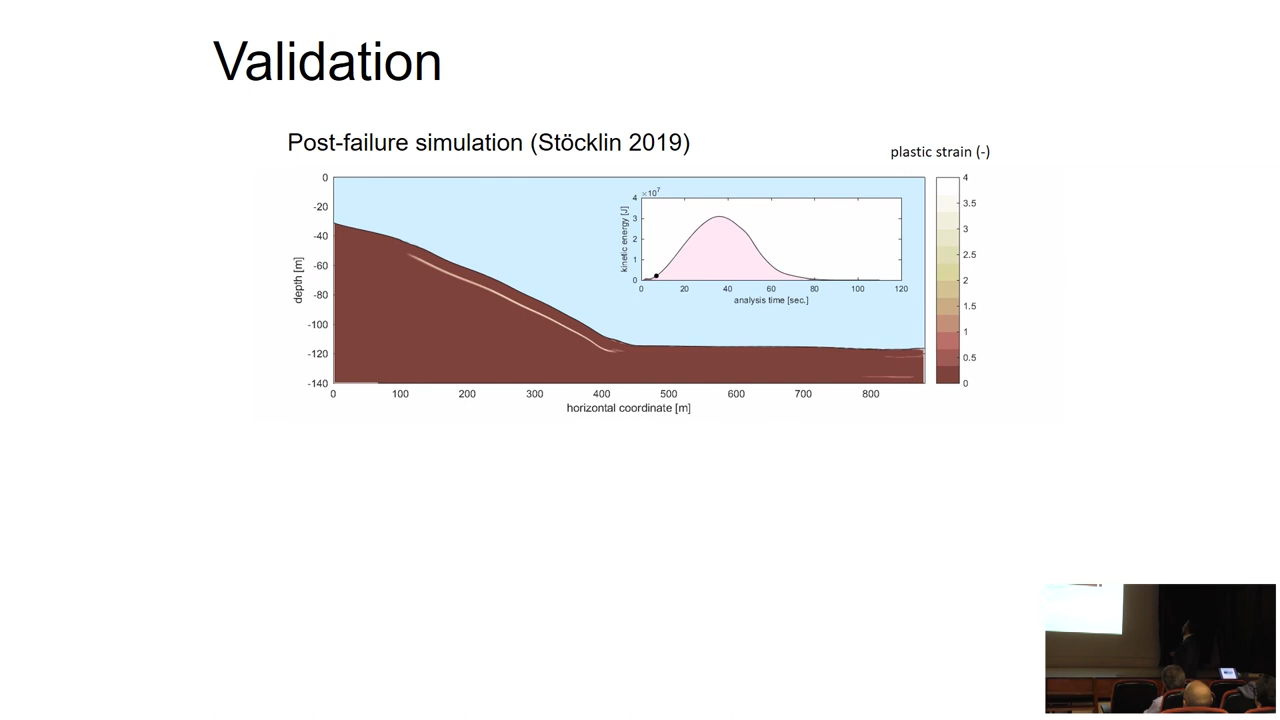 Validation
Post-failure simulation (Stöcklin 2019)
plastic strain (-)
0
-20
-40
-60
-80
-100
-120
-140
depth [m]
0 100 200 300 400 500 600 700 800
horizontal coordinate [m]
×10⁷
4
3
2
1
0
kinetic energy [J]
0 20 40 60 80 100 120
analysis time [sec.]
4
3.5
3
2.5
2
1.5
1
0.5
0